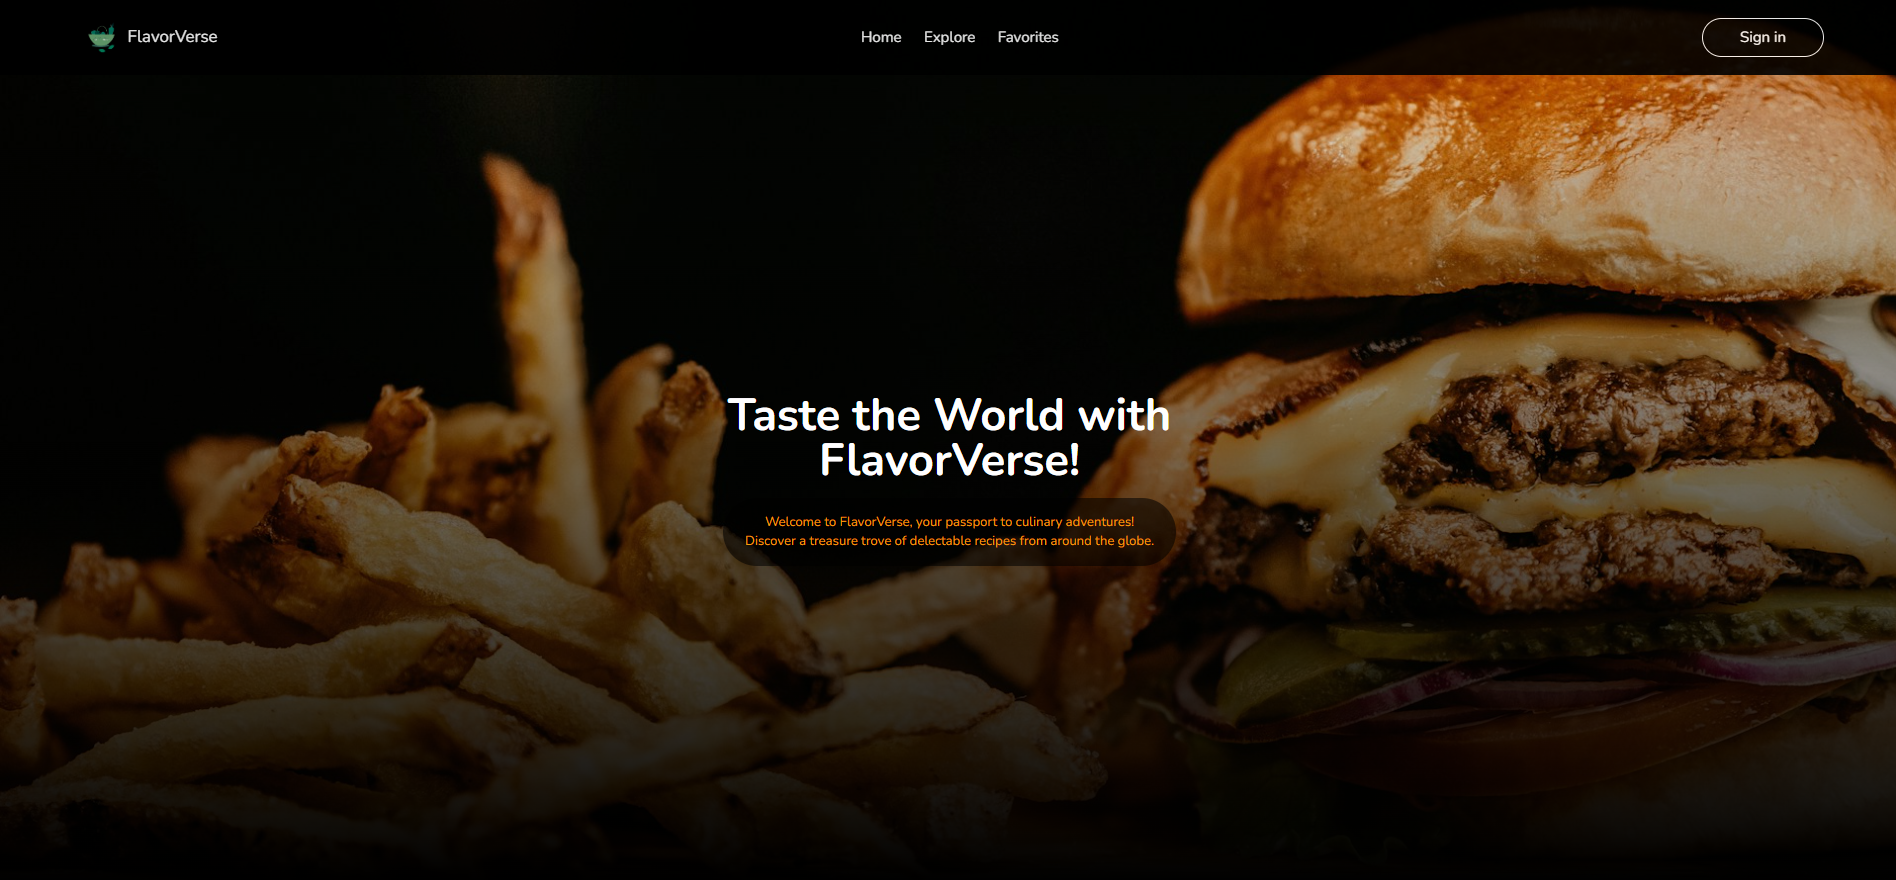 FlavorVerse
Home
Explore
Favorites
Sign in
Taste the World with
FlavorVerse!
Welcome to FlavorVerse, your passport to culinary adventures!
Discover a treasure trove of delectable recipes from around the globe.